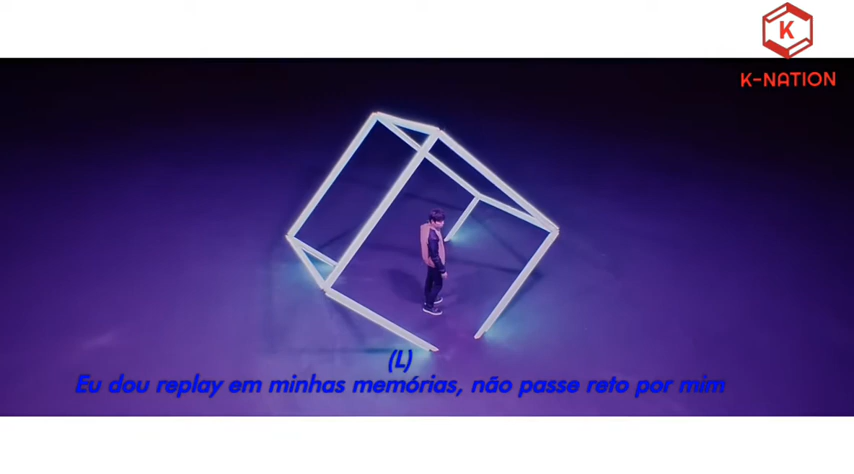 K
K-NATION
(L)
Eu dou replay em minhas memórias, não passe reto por mim